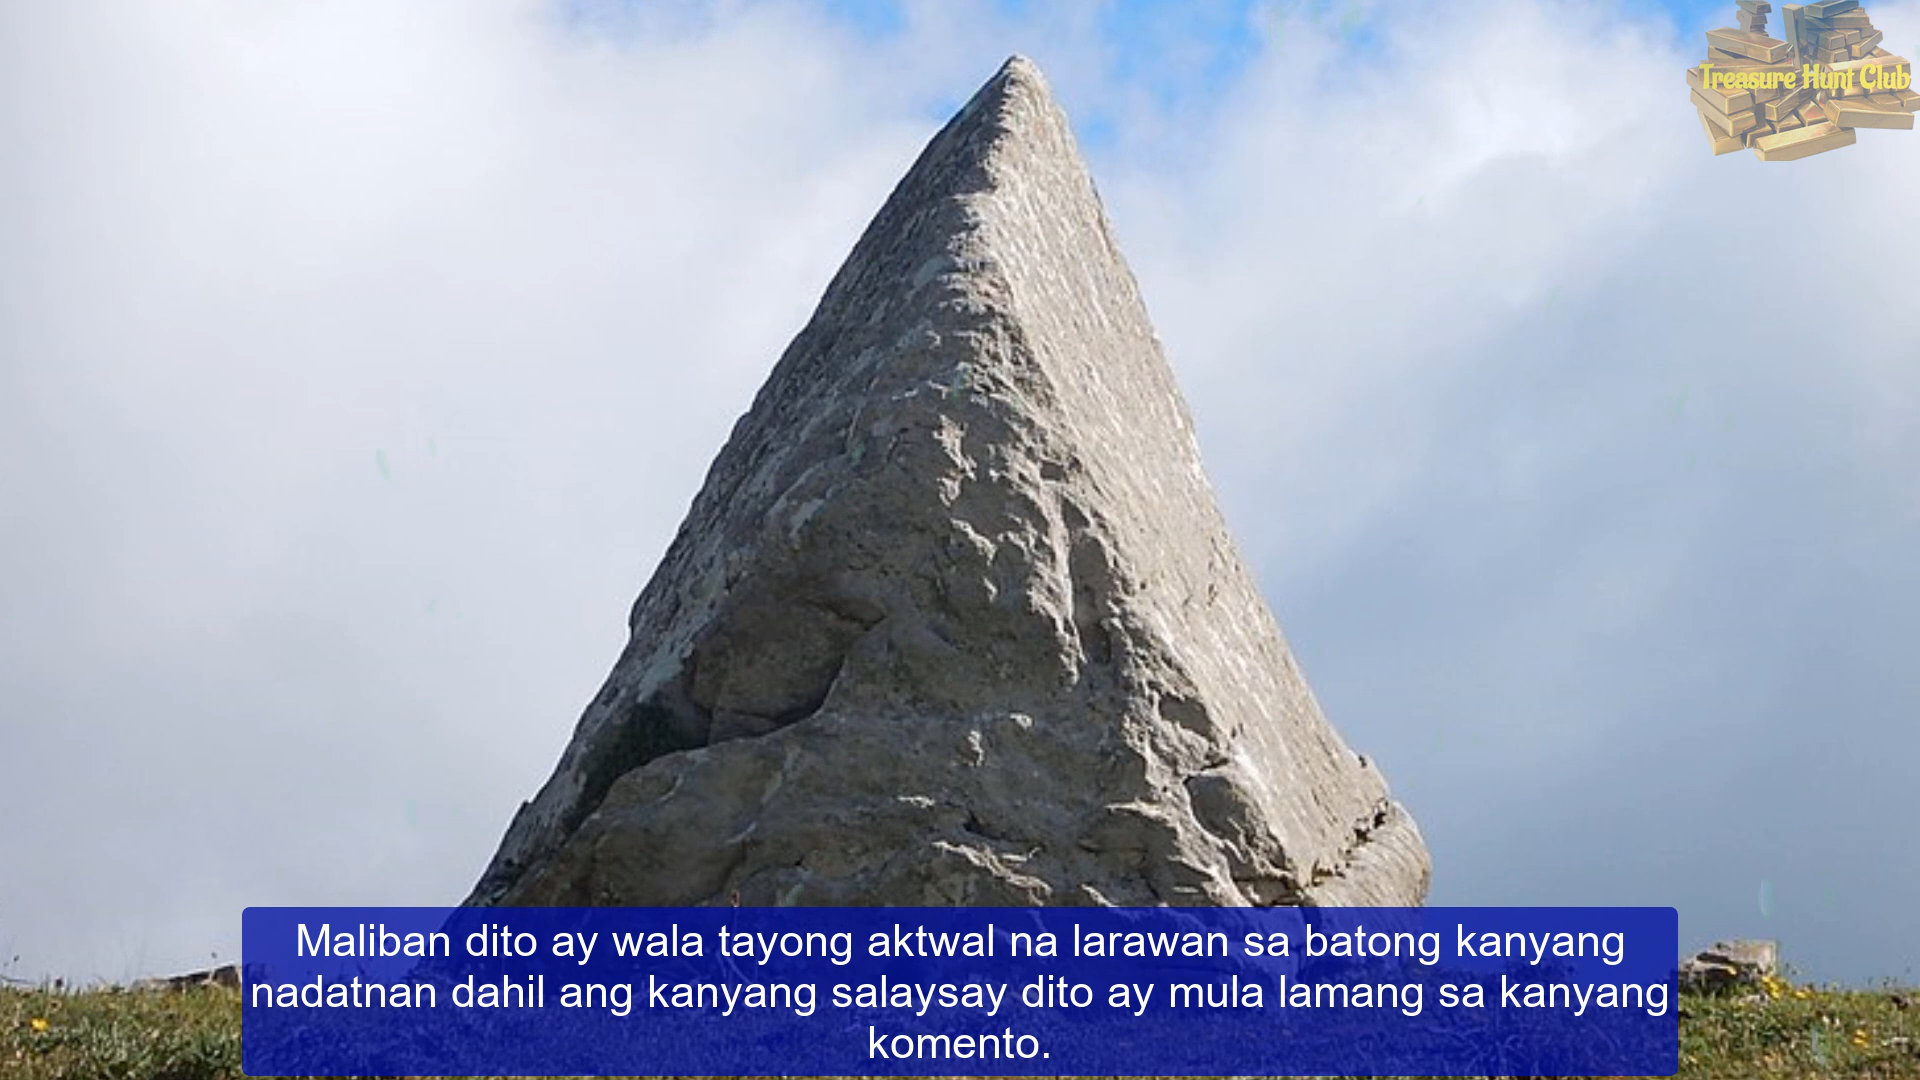 Treasure Hunt Club
Maliban dito ay wala tayong aktwal na larawan sa batong kanyang
nadatnan dahil ang kanyang salaysay dito ay mula lamang sa kanyang
komento.